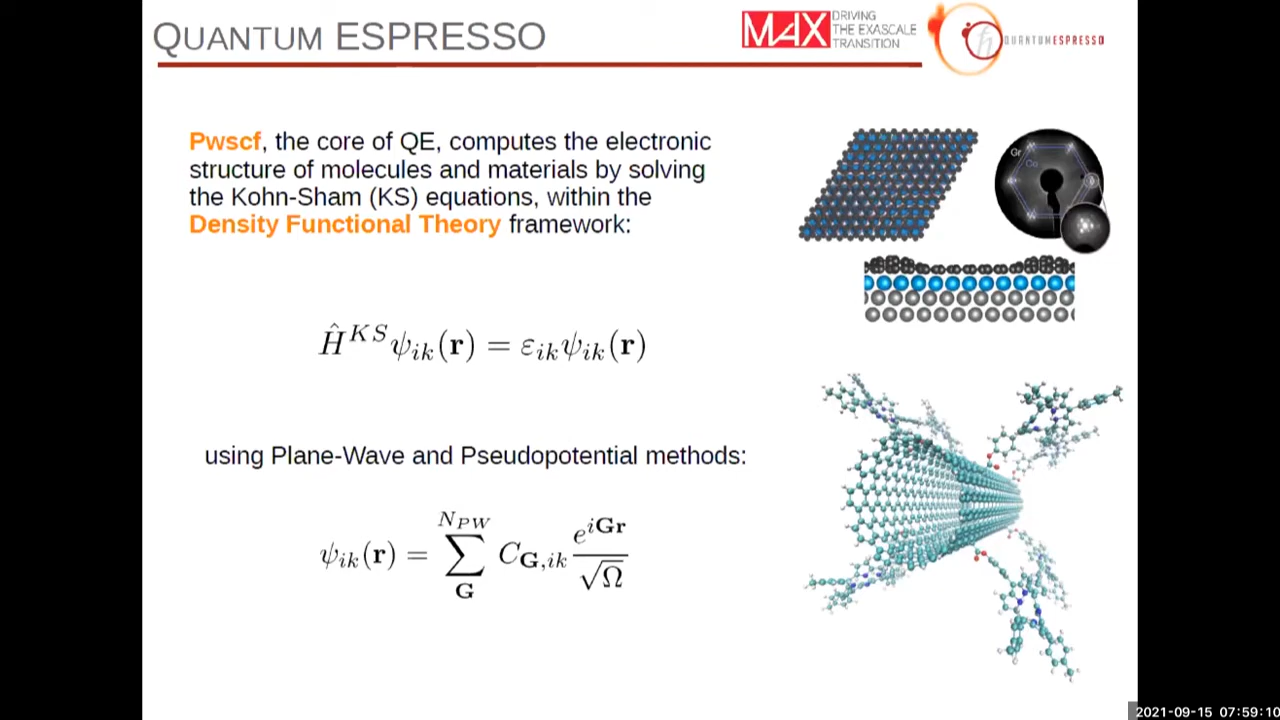 QUANTUM ESPRESSO
MAX
DRIVING
THE EXASCALE
TRANSITION
QUANTUMESPRESSO
Pwscf, the core of QE, computes the electronic
structure of molecules and materials by solving
the Kohn-Sham (KS) equations, within the
Density Functional Theory framework:
Gr
Co
Ĥ^{KS} ψ_{ik}(r) = ε_{ik} ψ_{ik}(r)
using Plane-Wave and Pseudopotential methods:
ψ_{ik}(r) = ∑_{G}^{N_{PW}} C_{G,ik} e^{iGr}/√Ω
2021-09-15 07:59:10